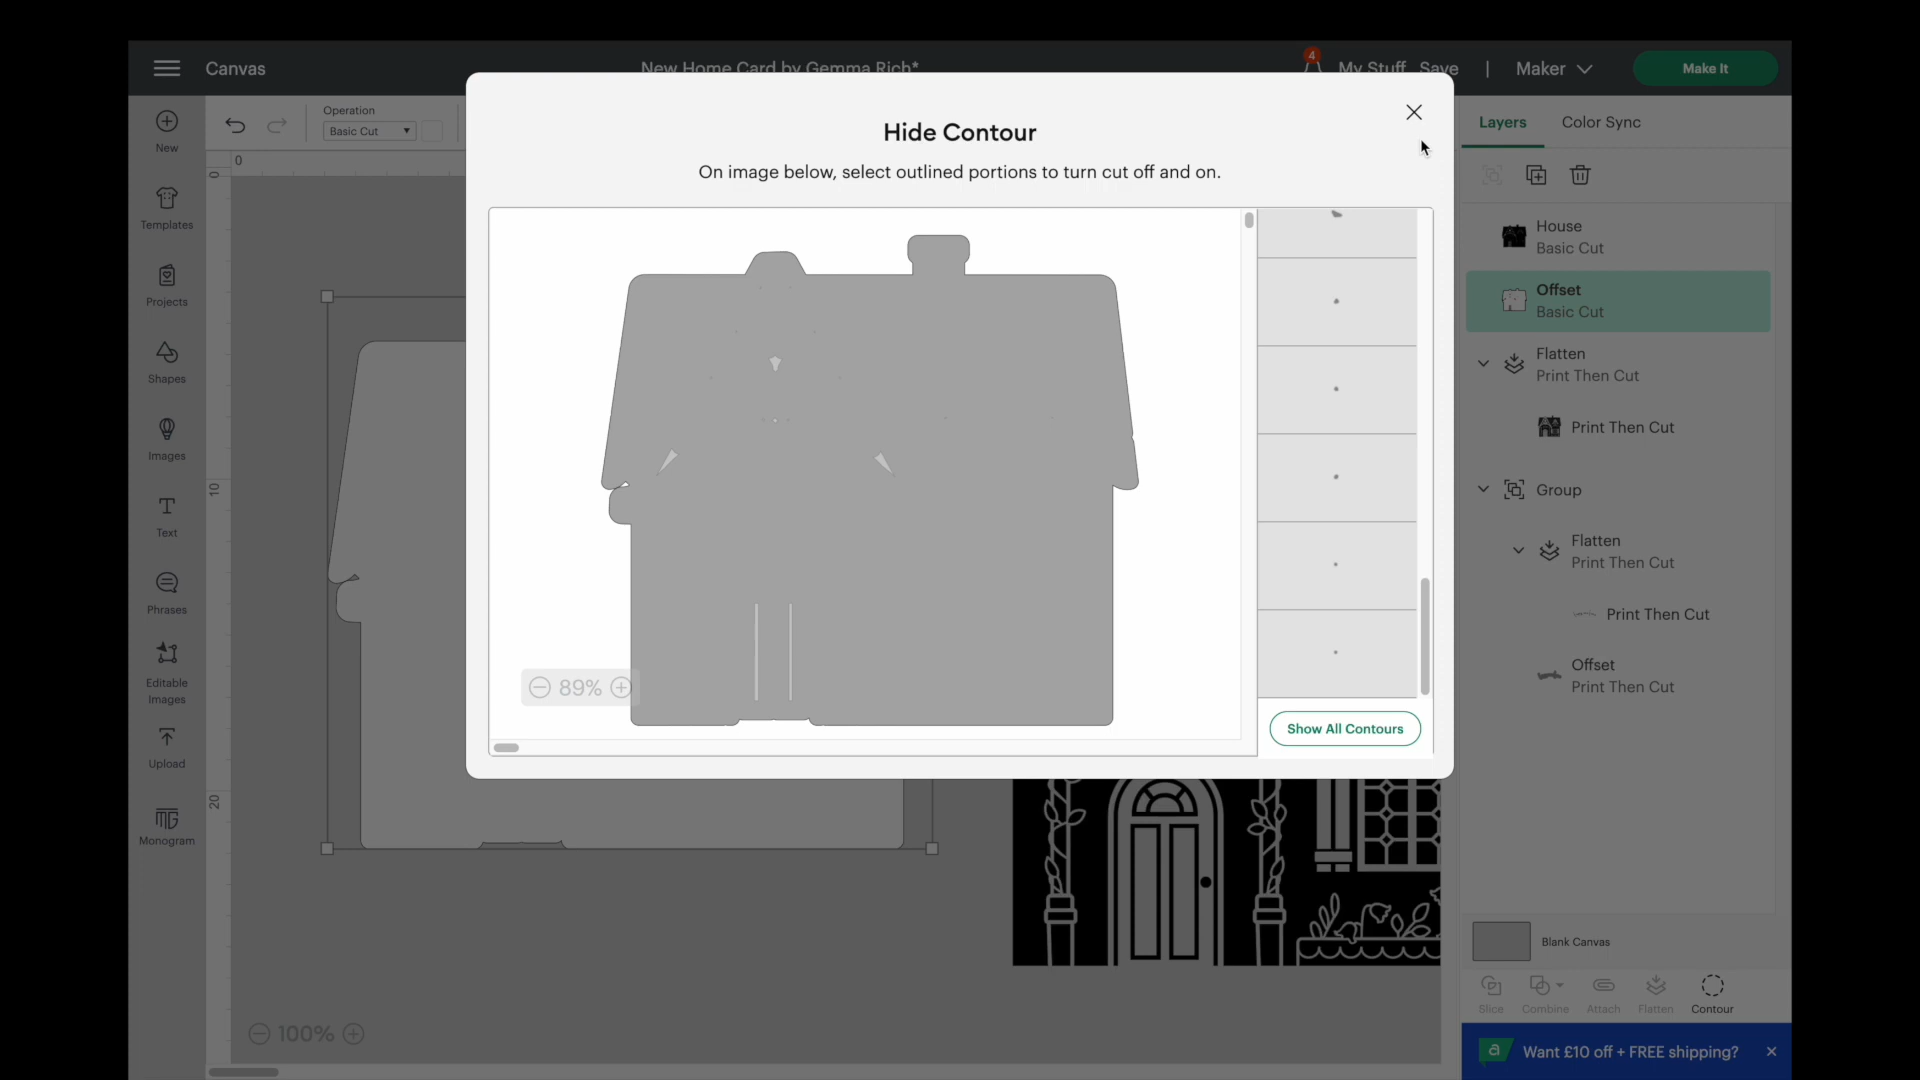 Canvas
New Home Card by Gemma Rich*
4
My Stuff
Save
|
Maker
Make It
New
Templates
Projects
Shapes
Images
Text
Phrases
Editable
Images
Upload
Monogram
Operation
Basic Cut
0
0
10
20
100%
Hide Contour
On image below, select outlined portions to turn cut off and on.
89%
Show All Contours
Layers
Color Sync
House
Basic Cut
Offset
Basic Cut
Flatten
Print Then Cut
Print Then Cut
Group
Flatten
Print Then Cut
Print Then Cut
Offset
Print Then Cut
Blank Canvas
Slice
Combine
Attach
Flatten
Contour
a
Want £10 off + FREE shipping?